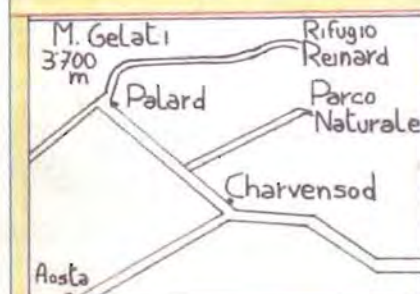 M. Gelati
3700
m
Rifugio
Reinard
Palard
Parco
Naturale
Charvensod
Aosta